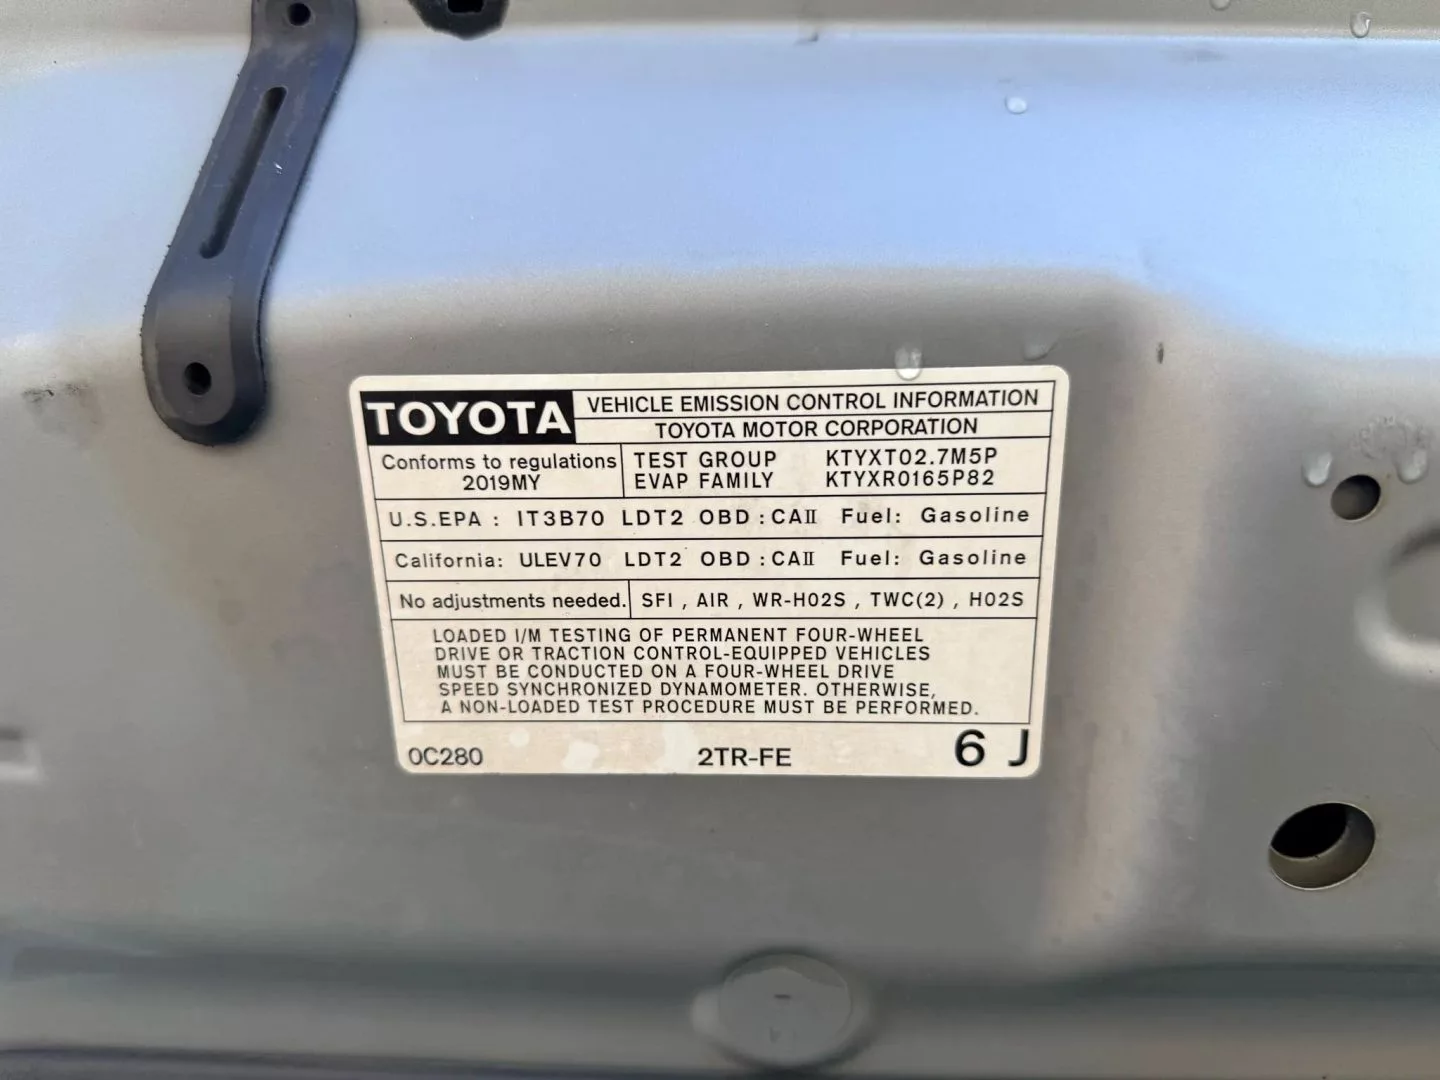 TOYOTA
VEHICLE EMISSION CONTROL INFORMATION
TOYOTA MOTOR CORPORATION
Conforms to regulations
2019MY
TEST GROUP KTYXT02.7M5P
EVAP FAMILY KTYXR0165P82
U.S.EPA : IT3B70 LDT2 OBD : CAII Fuel: Gasoline
California: ULEV70 LDT2 OBD : CAII Fuel: Gasoline
No adjustments needed. SFI , AIR , WR-HO2S , TWC(2) , HO2S
LOADED I/M TESTING OF PERMANENT FOUR-WHEEL
DRIVE OR TRACTION CONTROL-EQUIPPED VEHICLES
MUST BE CONDUCTED ON A FOUR-WHEEL DRIVE
SPEED SYNCHRONIZED DYNAMOMETER. OTHERWISE,
A NON-LOADED TEST PROCEDURE MUST BE PERFORMED.
0C280 2TR-FE 6 J